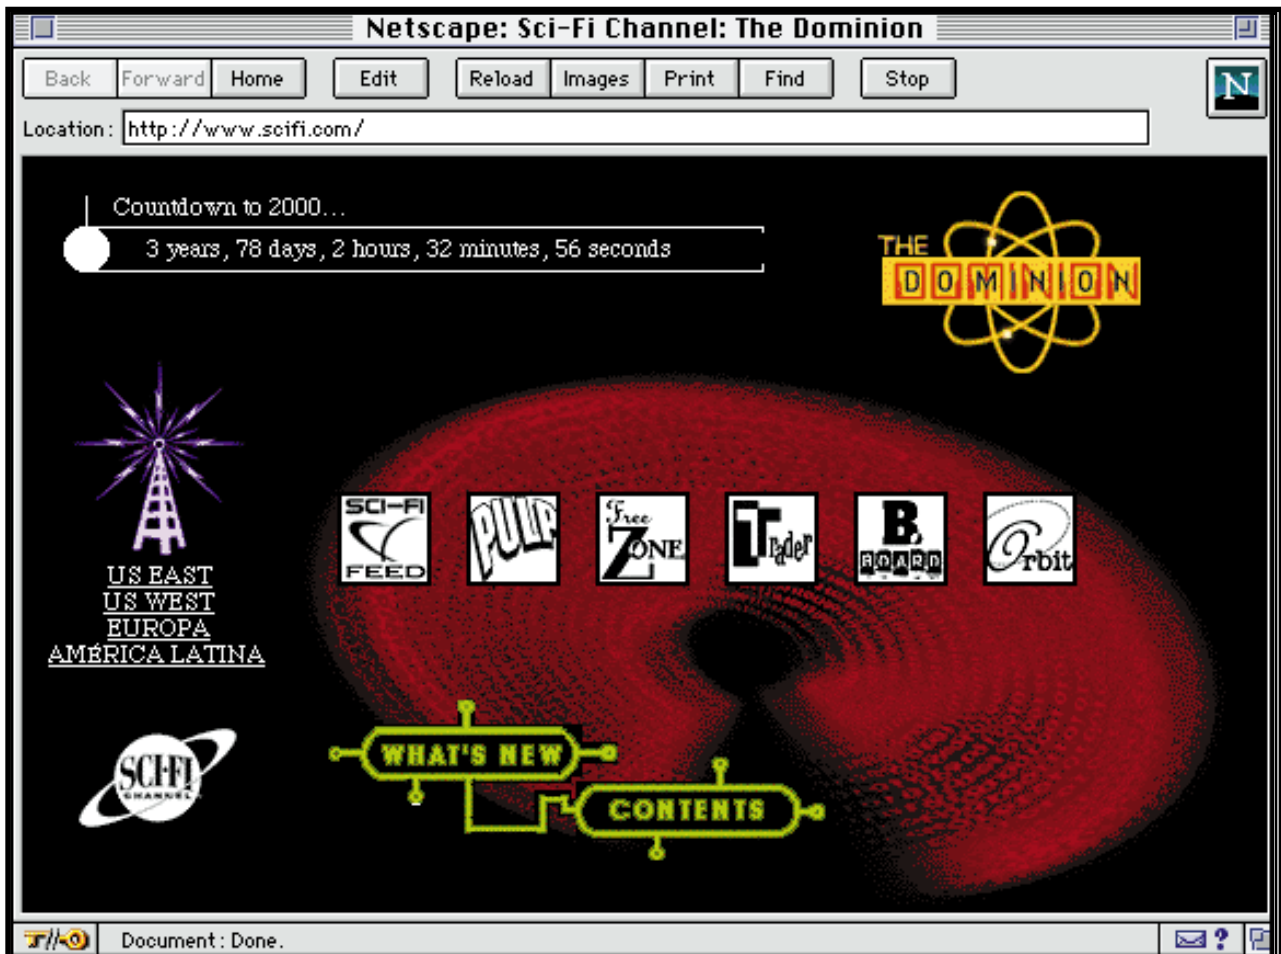 Netscape: Sci-Fi Channel: The Dominion
Back Forward Home Edit Reload Images Print Find Stop
N
Location: http://www.scifi.com/
Countdown to 2000...
3 years, 78 days, 2 hours, 32 minutes, 56 seconds
THE
DOMINION
SCI-FI
FEED
PULP
Free
ZONE
Trader
B
BOARD
Orbit
US EAST
US WEST
EUROPA
AMÉRICA LATINA
SCI-FI
CHANNEL
WHAT'S NEW
CONTENTS
Document: Done.
?